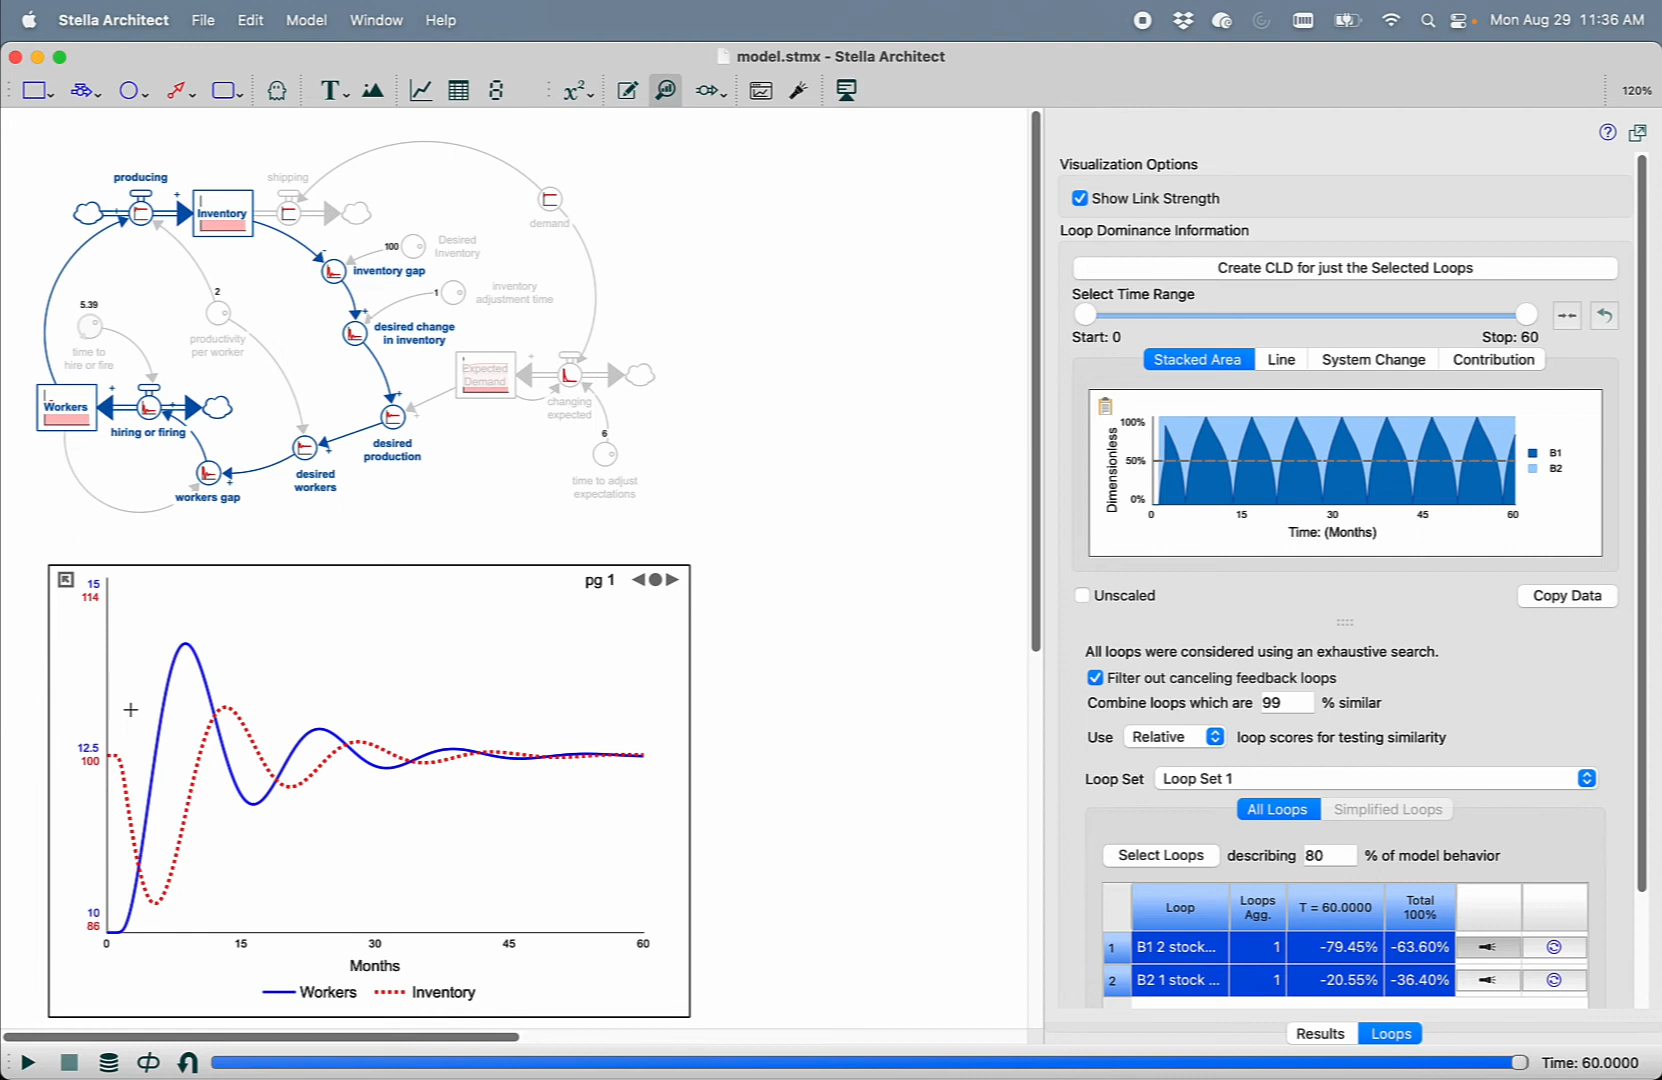 Stella Architect File Edit Model Window Help
Mon Aug 29 11:36 AM
model.stmx - Stella Architect
T
x²
120%
producing
shipping
+
+
Inventory
demand
-
100
Desired
Inventory
inventory gap
5.39
2
1
inventory
adjustment time
+
desired change
in inventory
time to
hire or fire
productivity
per worker
Expected
Demand
+
changing
expected
+
+
+
+
Workers
hiring or firing
desired
production
6
+
+
workers gap
desired
workers
time to adjust
expectations
pg 1
15
114
12.5
100
10
86
0
15
30
45
60
Months
Workers
Inventory
Visualization Options
Show Link Strength
Loop Dominance Information
Create CLD for just the Selected Loops
Select Time Range
Start: 0
Stop: 60
Stacked Area
Line
System Change
Contribution
Dimensionless
100%
50%
0%
B1
B2
0
15
30
45
60
Time: (Months)
Unscaled
Copy Data
All loops were considered using an exhaustive search.
Filter out canceling feedback loops
Combine loops which are 99 % similar
Use Relative loop scores for testing similarity
Loop Set Loop Set 1
All Loops
Simplified Loops
Select Loops describing 80 % of model behavior
Loop
Loops
Agg.
T = 60.0000
Total
100%
1 B1 2 stock... 1 -79.45% -63.60%
2 B2 1 stock ... 1 -20.55% -36.40%
Results
Loops
Time: 60.0000